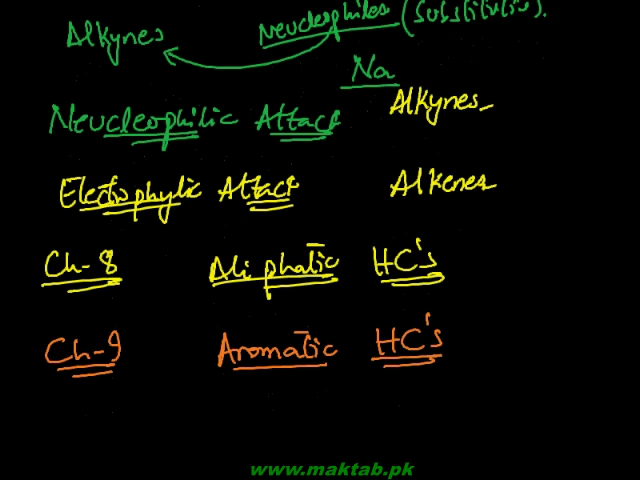 Alkynes Neucleophiles (Substitution).
Na
Neucleophilic Attack Alkynes
Electrophylic Attack Alkenes
Ch-8 Aliphatic HC's
Ch-9 Aromatic HC's
www.maktab.pk